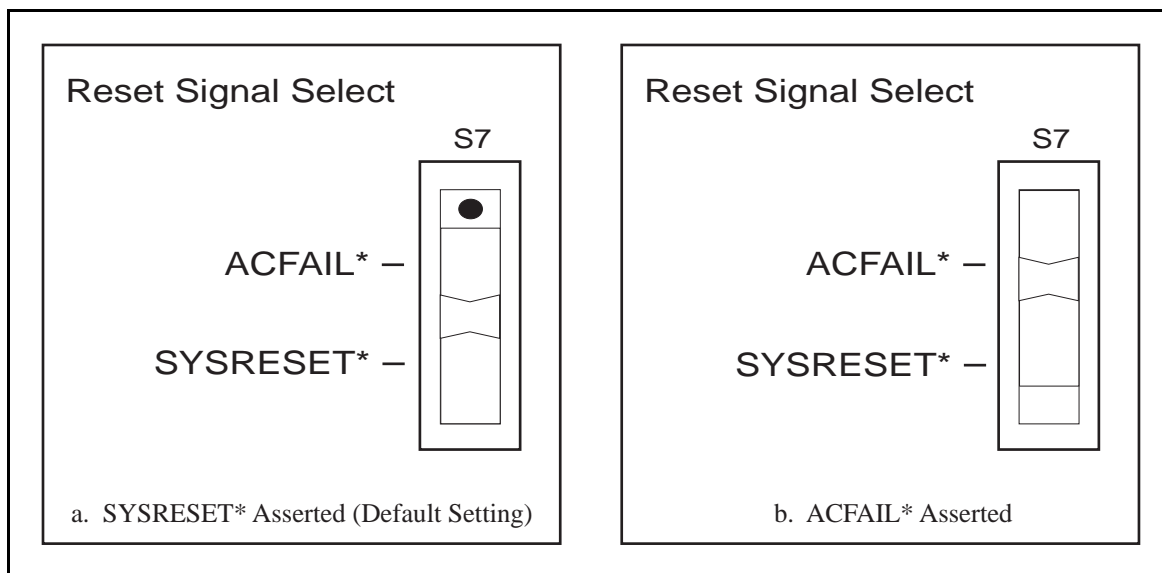 Reset Signal Select
S7
ACFAIL* –
SYSRESET* –
a. SYSRESET* Asserted (Default Setting)
Reset Signal Select
S7
ACFAIL* –
SYSRESET* –
b. ACFAIL* Asserted